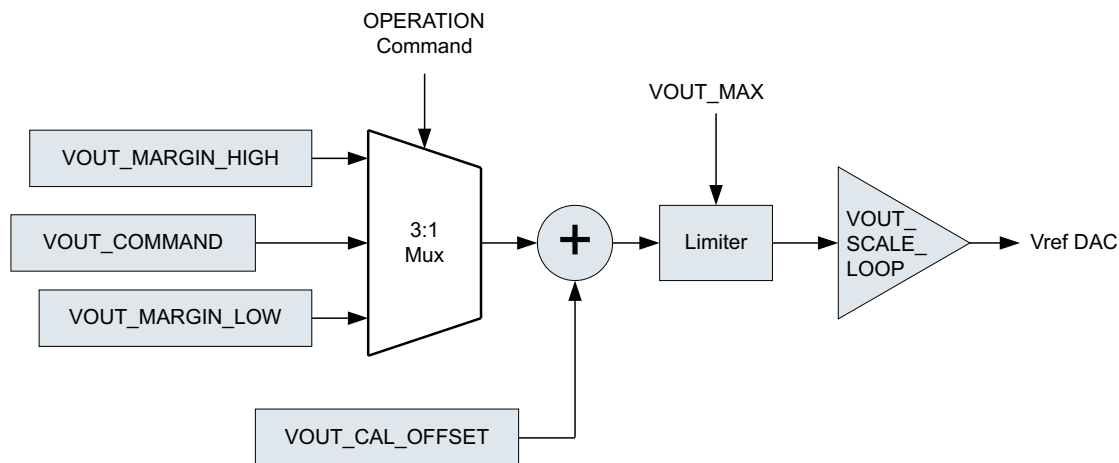 OPERATION
Command
VOUT_MAX
VOUT_MARGIN_HIGH
VOUT_COMMAND
VOUT_MARGIN_LOW
3:1
Mux
+
Limiter
VOUT_
SCALE_
LOOP
Vref DAC
VOUT_CAL_OFFSET